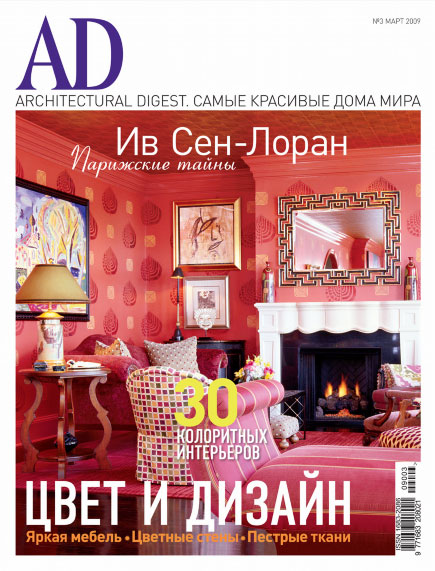 AD
№3 МАРТ 2009
ARCHITECTURAL DIGEST. САМЫЕ КРАСИВЫЕ ДОМА МИРА
Ив Сен-Лоран
Парижские тайны
30
КОЛОРИТНЫХ
ИНТЕРЬЕРОВ
ЦВЕТ И ДИЗАЙН
Яркая мебель • Цветные стены • Пестрые ткани
09003